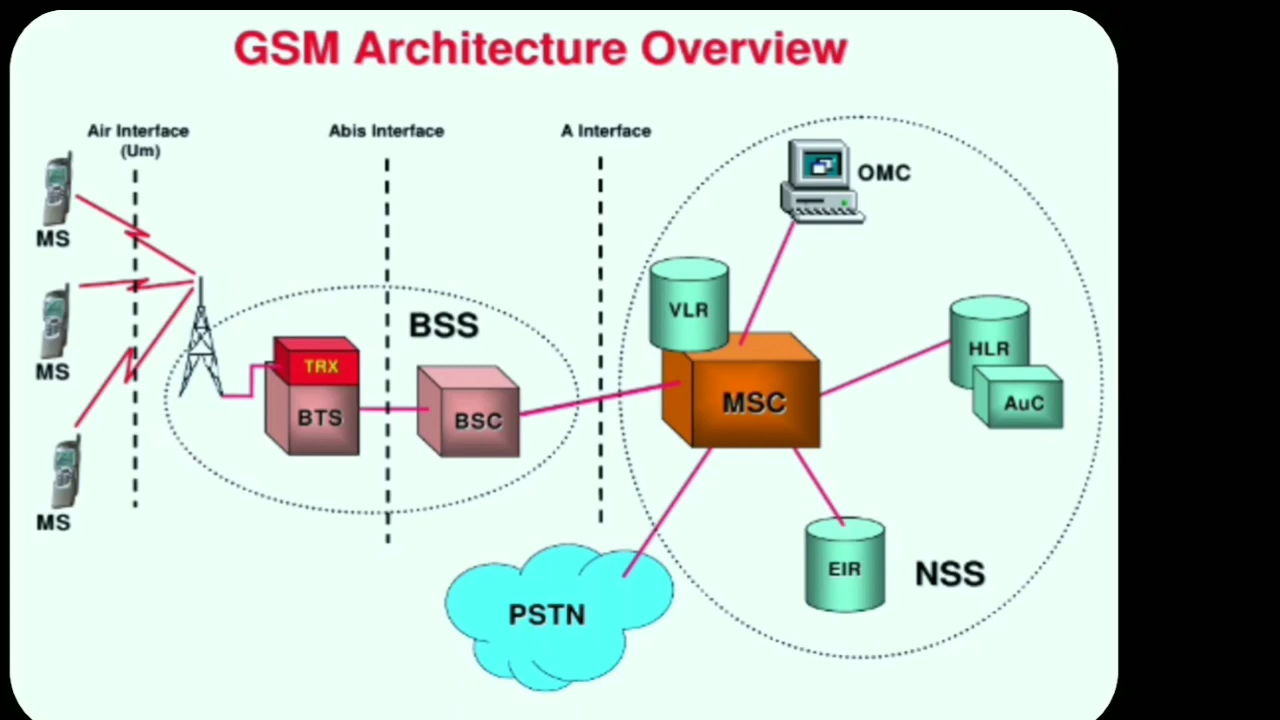 GSM Architecture Overview
Air Interface
(Um)
Abis Interface
A Interface
OMC
MS
VLR
BSS
HLR
TRX
MS
MSC
AuC
BTS
BSC
MS
EIR
NSS
PSTN